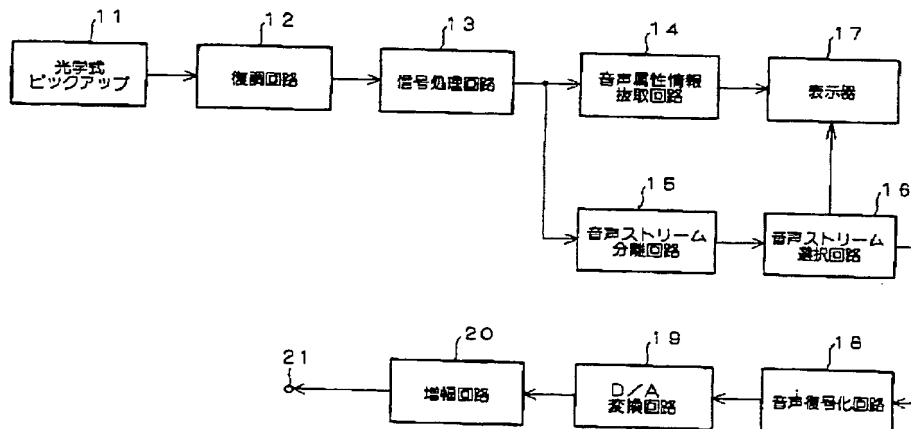 11
光学式
ピックアップ
12
復調回路
13
信号処理回路
14
音声属性情報
抜取回路
17
表示器
15
音声ストリーム
分離回路
16
音声ストリーム
選択回路
21
20
増幅回路
19
D/A
変換回路
18
音声復号化回路